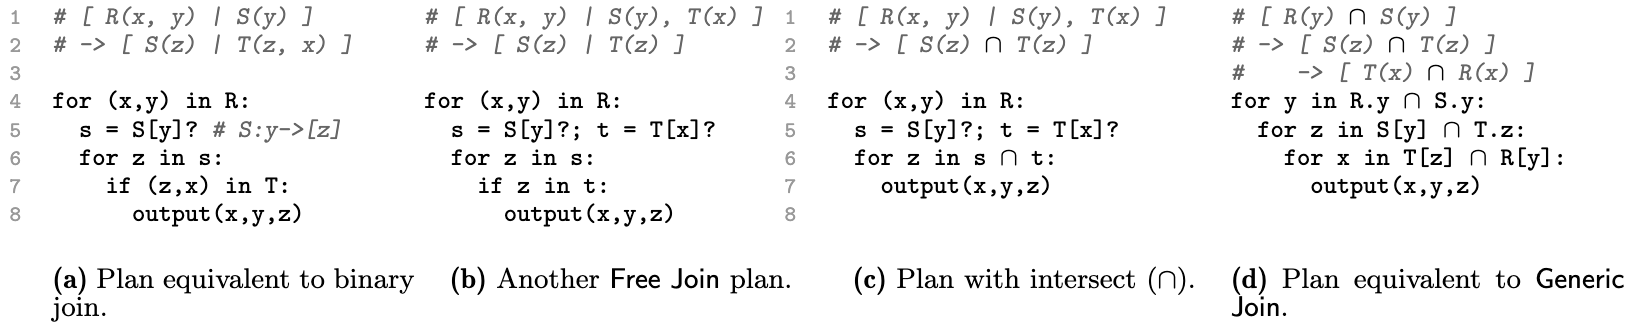 1 # [ R(x, y) | S(y) ]
2 # -> [ S(z) | T(z, x) ]
3
4 for (x,y) in R:
5 s = S[y]? # S:y->[z]
6 for z in s:
7 if (z,x) in T:
8 output(x,y,z)
(a) Plan equivalent to binary
join.
# [ R(x, y) | S(y), T(x) ]
# -> [ S(z) | T(z) ]
for (x,y) in R:
s = S[y]?; t = T[x]?
for z in s:
if z in t:
output(x,y,z)
(b) Another Free Join plan.
1 # [ R(x, y) | S(y), T(x) ]
2 # -> [ S(z) ∩ T(z) ]
3
4 for (x,y) in R:
5 s = S[y]?; t = T[x]?
6 for z in s ∩ t:
7 output(x,y,z)
8
(c) Plan with intersect (∩).
# [ R(y) ∩ S(y) ]
# -> [ S(z) ∩ T(z) ]
# -> [ T(x) ∩ R(x) ]
for y in R.y ∩ S.y:
for z in S[y] ∩ T.z:
for x in T[z] ∩ R[y]:
output(x,y,z)
(d) Plan equivalent to Generic
Join.